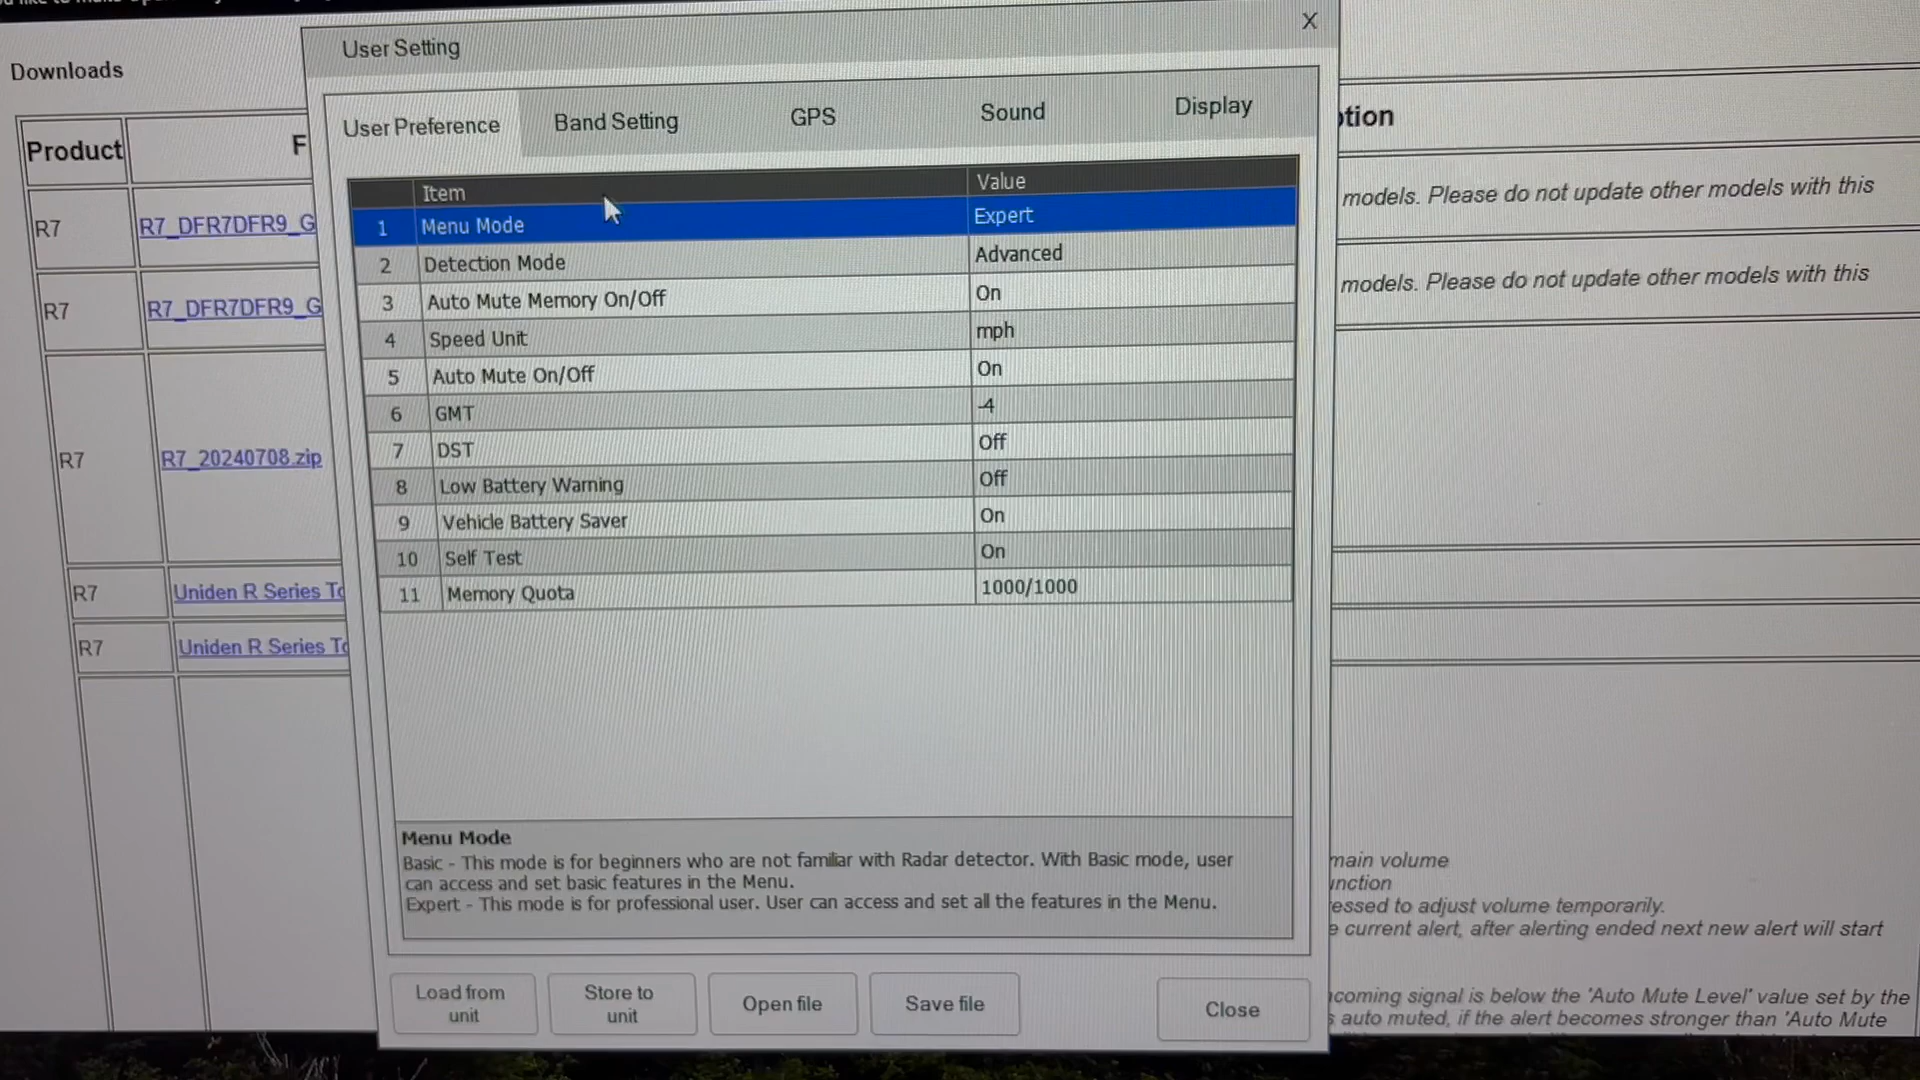 User Setting
X
Downloads
User Preference
Band Setting
GPS
Sound
Display
Product
F
Item
Value
1 Menu Mode Expert
2 Detection Mode Advanced
3 Auto Mute Memory On/Off On
4 Speed Unit mph
5 Auto Mute On/Off On
6 GMT -4
7 DST Off
8 Low Battery Warning Off
9 Vehicle Battery Saver On
10 Self Test On
11 Memory Quota 1000/1000
R7 R7_DFR7DFR9_G
R7 R7_DFR7DFR9_G
R7 R7_20240708.zip
R7 Uniden R Series To
R7 Uniden R Series To
Menu Mode
Basic - This mode is for beginners who are not familiar with Radar detector. With Basic mode, user
can access and set basic features in the Menu.
Expert - This mode is for professional user. User can access and set all the features in the Menu.
Load from
unit
Store to
unit
Open file
Save file
Close
ption
models. Please do not update other models with this
models. Please do not update other models with this
main volume
unction
essed to adjust volume temporarily.
e current alert, after alerting ended next new alert will start
coming signal is below the 'Auto Mute Level' value set by the
s auto muted, if the alert becomes stronger than 'Auto Mute